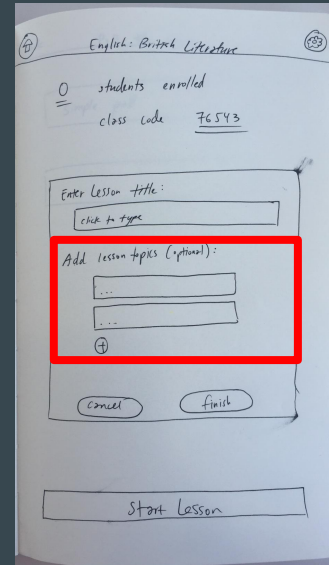 English: British Literature
0 students enrolled
class code 76543
Enter Lesson title:
click to type
Add lesson topics (optional):
...
...
+
cancel
finish
Start Lesson